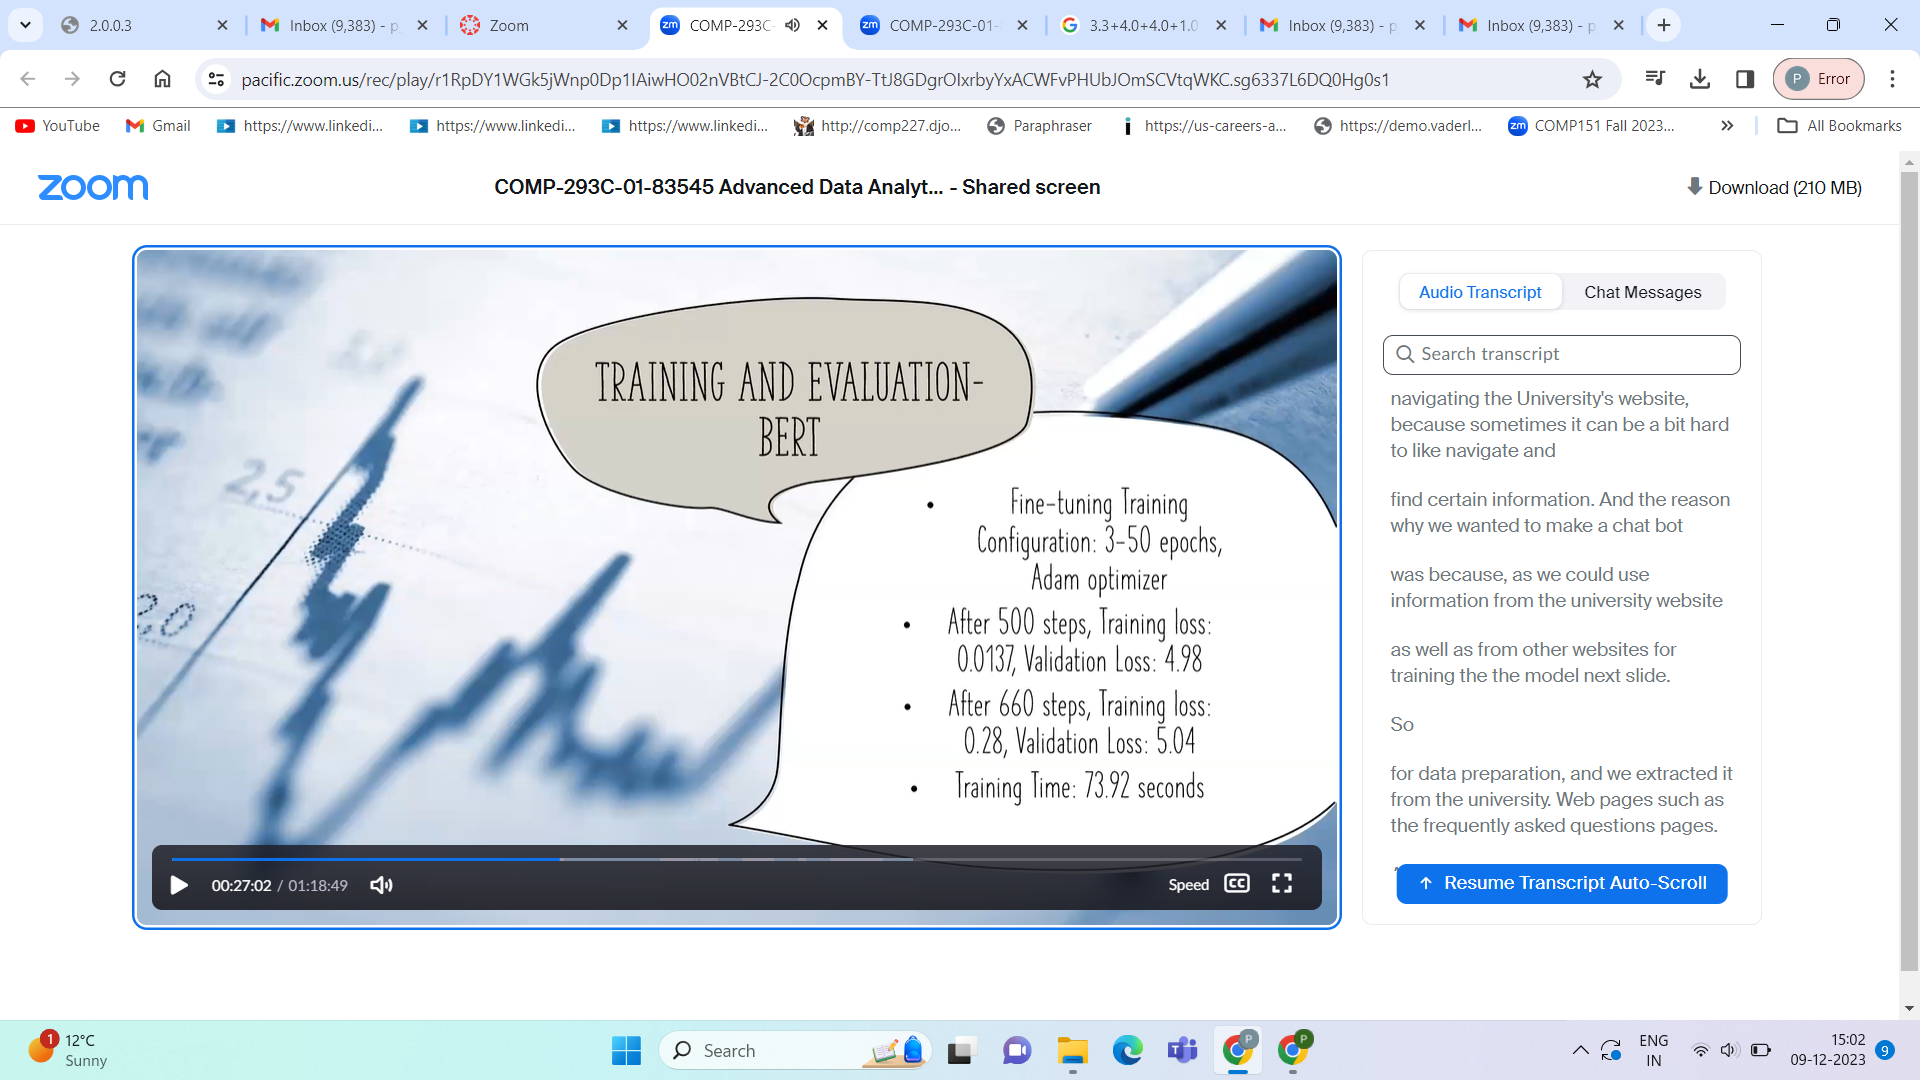 2.0.0.3
Inbox (9,383) - p
Zoom
COMP-293C-
COMP-293C-01-
3.3+4.0+4.0+1.0
Inbox (9,383) - p
Inbox (9,383) - p
pacific.zoom.us/rec/play/r1RpDY1WGk5jWnp0Dp1IAiwHO02nVBtCJ-2C0OcpmBY-TtJ8GDgrOIxrbyYxACWFvPHUbJOmSCVtqWKC.sg6337L6DQ0Hg0s1
P Error
YouTube
Gmail
https://www.linkedi...
https://www.linkedi...
https://www.linkedi...
http://comp227.djo...
Paraphraser
https://us-careers-a...
https://demo.vaderl...
zm COMP151 Fall 2023...
All Bookmarks
zoom
COMP-293C-01-83545 Advanced Data Analyt... - Shared screen
Download (210 MB)
2,5
2,0
TRAINING AND EVALUATION-
BERT
• Fine-tuning Training
Configuration: 3-50 epochs,
Adam optimizer
• After 500 steps, Training loss:
0.0137, Validation Loss: 4.98
• After 660 steps, Training loss:
0.28, Validation Loss: 5.04
• Training Time: 73.92 seconds
00:27:02 / 01:18:49
Speed
CC
Audio Transcript
Chat Messages
Search transcript
navigating the University's website,
because sometimes it can be a bit hard
to like navigate and
find certain information. And the reason
why we wanted to make a chat bot
was because, as we could use
information from the university website
as well as from other websites for
training the the model next slide.
So
for data preparation, and we extracted it
from the university. Web pages such as
the frequently asked questions pages.
Resume Transcript Auto-Scroll
1
12°C
Sunny
Search
ENG
IN
15:02
09-12-2023
9